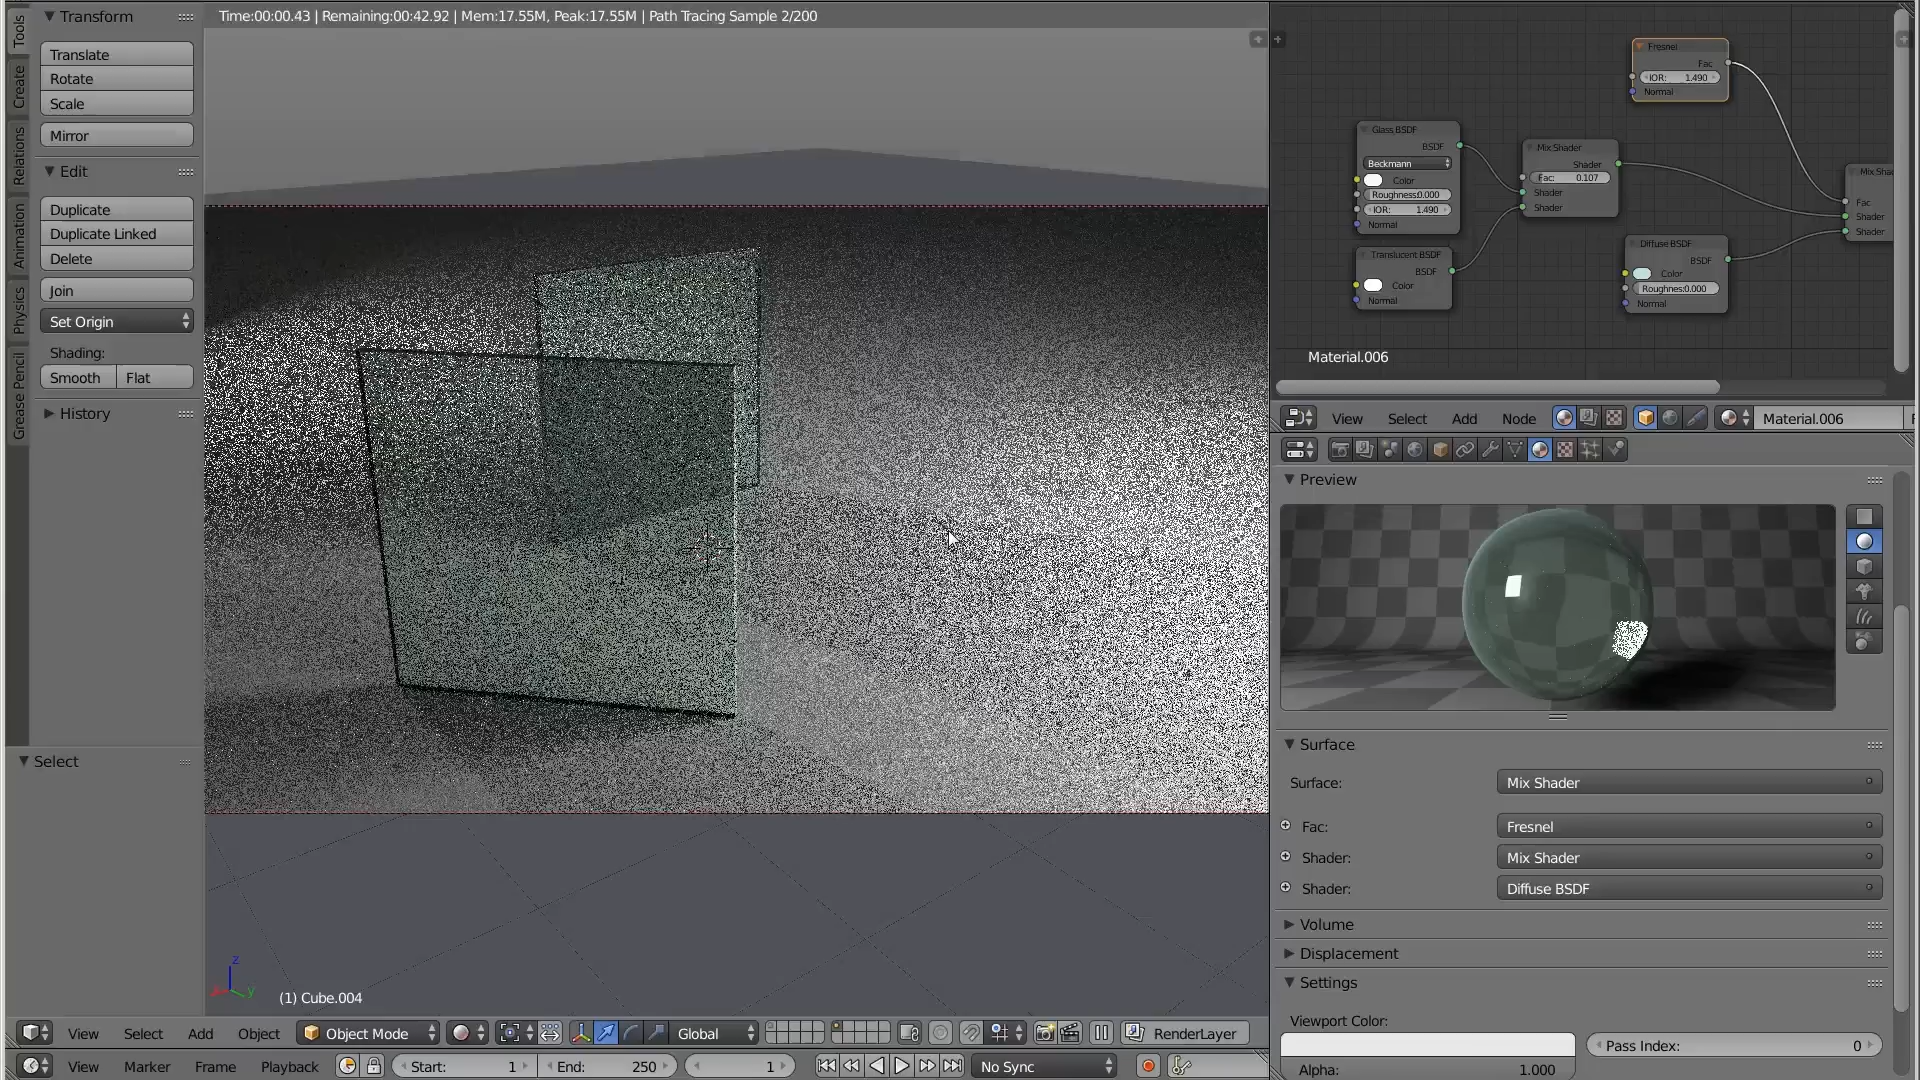 Time:00:00.43 | Remaining:00:42.92 | Mem:17.55M, Peak:17.55M | Path Tracing Sample 2/200
Tools
Create
Relations
Animation
Physics
Grease Pencil
Transform
Translate
Rotate
Scale
Mirror
Edit
Duplicate
Duplicate Linked
Delete
Join
Set Origin
Shading:
Smooth Flat
History
Select
z
y
(1) Cube.004
View Select Add Object Object Mode Global RenderLayer
View Marker Frame Playback Start: 1 End: 250 1 No Sync
Fresnel
Fac
IOR: 1.490
Normal
Glass BSDF
BSDF
Beckmann
Color
Roughness:0.000
IOR: 1.490
Normal
Translucent BSDF
BSDF
Color
Normal
Mix Shader
Shader
Fac: 0.107
Shader
Shader
Diffuse BSDF
BSDF
Color
Roughnes:0.000
Normal
Mix Sha
Fac
Shader
Shader
Material.006
View Select Add Node Material.006
Preview
Surface
Surface: Mix Shader
Fac: Fresnel
Shader: Mix Shader
Shader: Diffuse BSDF
Volume
Displacement
Settings
Viewport Color:
Pass Index: 0
Alpha: 1.000